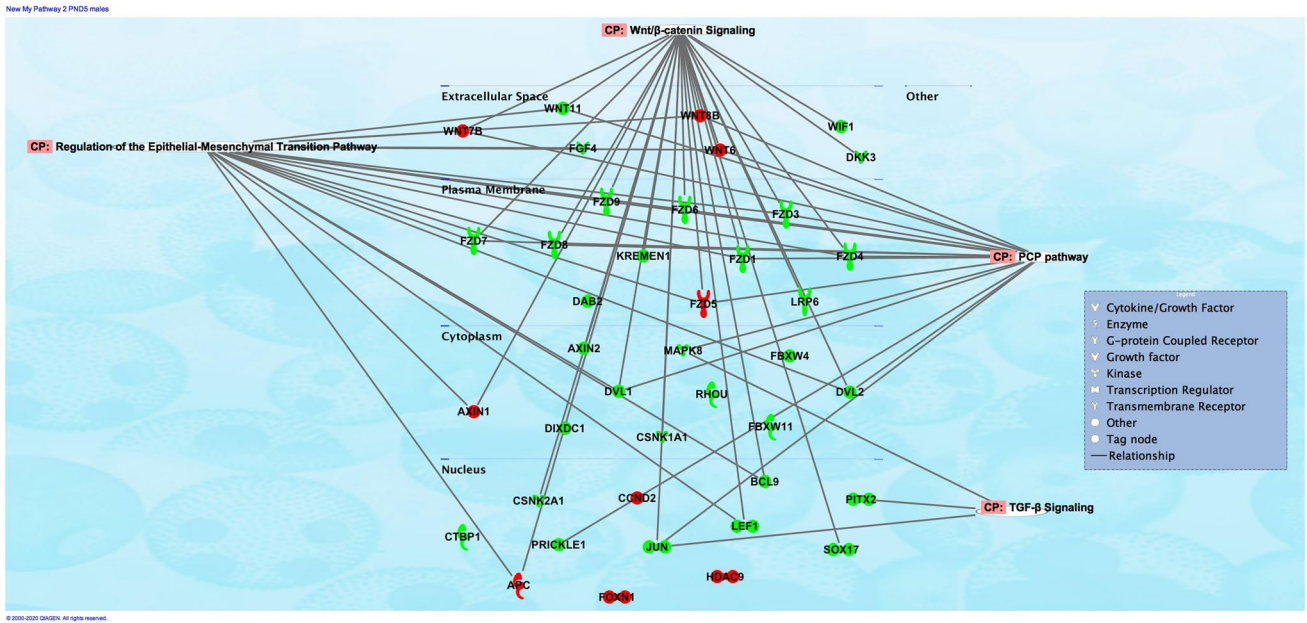 New My Pathway 2 PND5 males
CP: Wnt/β-catenin Signaling
Extracellular Space
Other
WNT11
WNT8B
WIF1
WNT7B
CP: Regulation of the Epithelial-Mesenchymal Transition Pathway
FGF4
WNT6
DKK3
Plasma Membrane
FZD9
FZD6
FZD3
FZD7
FZD8
KREMEN1
FZD1
FZD4
CP: PCP pathway
DAB2
FZD5
LRP6
Legend
Cytokine/Growth Factor
Enzyme
G-protein Coupled Receptor
Growth factor
Kinase
Transcription Regulator
Transmembrane Receptor
Other
Tag node
Relationship
Cytoplasm
AXIN2
MAPK8
FBXW4
DVL1
RHOU
DVL2
AXIN1
DIXDC1
CSNK1A1
FBXW11
Nucleus
BCL9
CSNK2A1
CCND2
PITX2
CP: TGF-β Signaling
LEF1
CTBP1
PRICKLE1
JUN
SOX17
APC
HDAC9
FOXN1
© 2000-2020 QIAGEN. All rights reserved.